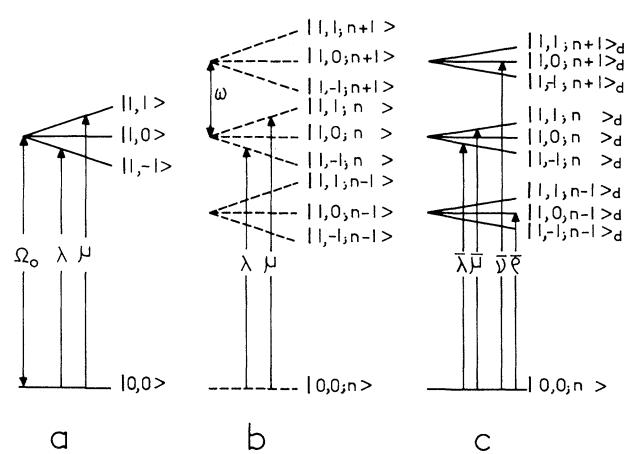 |1,1>
|1,0>
|1,-1>
Ω₀ λ μ
|0,0>
a
|1,1;n+1>
|1,0;n+1>
|1,-1;n+1>
ω
|1,1;n >
|1,0;n >
|1,-1;n >
|1,1;n-1>
|1,0;n-1>
|1,-1;n-1>
λ μ
|0,0;n>
b
|1,1;n+1>d
|1,0;n+1>d
|1,-1;n+1>d
|1,1;n >d
|1,0;n >d
|1,-1;n >d
|1,1;n-1>d
|1,0;n-1>d
|1,-1;n-1>d
λ̄ μ̄ ν̄ ρ̄
|0,0;n >
c